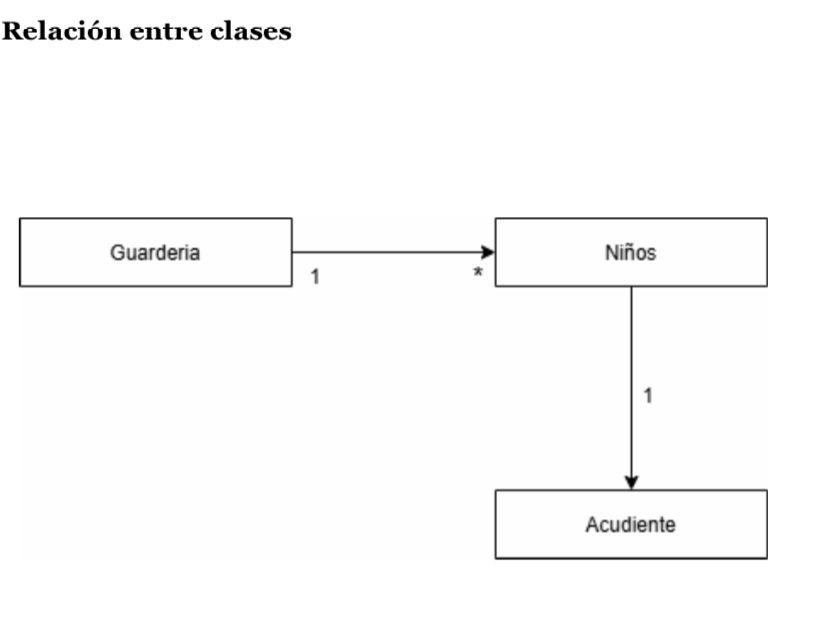 Relación entre clases
Guarderia
Niños
1
*
1
Acudiente